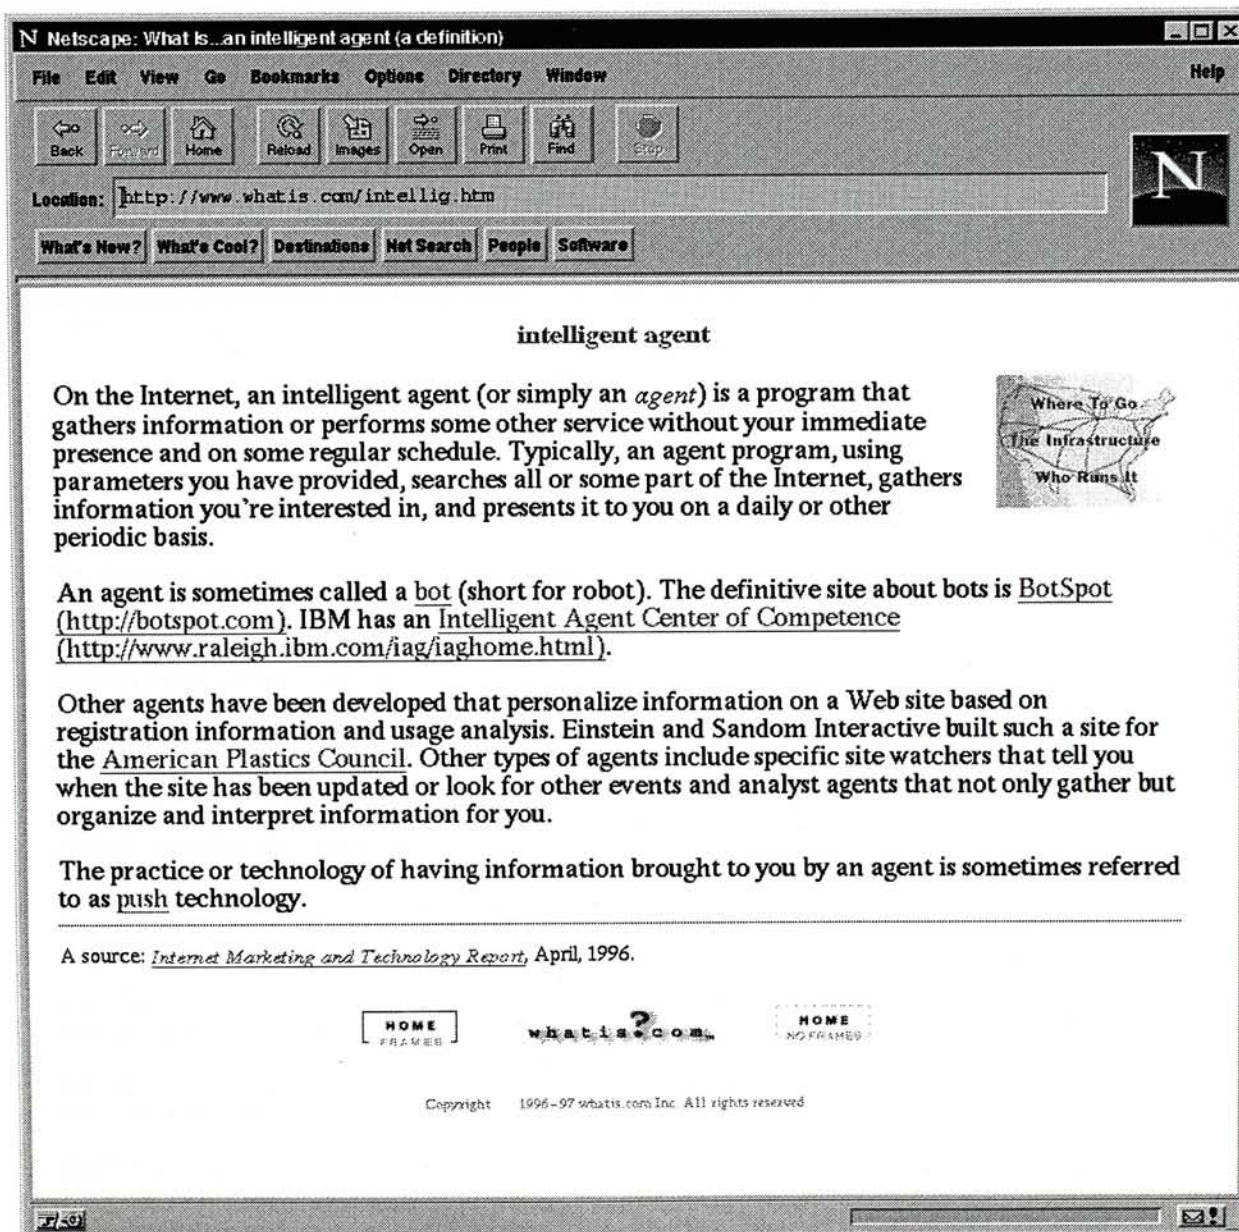 N Netscape: What Is...an intelligent agent (a definition)
File Edit View Go Bookmarks Options Directory Window Help
Back Forward Home Reload Images Open Print Find Stop
N
Location: http://www.whatis.com/intellig.htm
What's New? What's Cool? Destinations Net Search People Software
intelligent agent
On the Internet, an intelligent agent (or simply an agent) is a program that
gathers information or performs some other service without your immediate
presence and on some regular schedule. Typically, an agent program, using
parameters you have provided, searches all or some part of the Internet, gathers
information you're interested in, and presents it to you on a daily or other
periodic basis.
Where To Go
The Infrastructure
Who Runs It
An agent is sometimes called a bot (short for robot). The definitive site about bots is BotSpot
(http://botspot.com). IBM has an Intelligent Agent Center of Competence
(http://www.raleigh.ibm.com/iag/iaghome.html).
Other agents have been developed that personalize information on a Web site based on
registration information and usage analysis. Einstein and Sandom Interactive built such a site for
the American Plastics Council. Other types of agents include specific site watchers that tell you
when the site has been updated or look for other events and analyst agents that not only gather but
organize and interpret information for you.
The practice or technology of having information brought to you by an agent is sometimes referred
to as push technology.
A source: Internet Marketing and Technology Report, April, 1996.
HOME
FRAMES
whatis?com
HOME
NO FRAMES
Copyright 1996-97 whatis.com Inc. All rights reserved